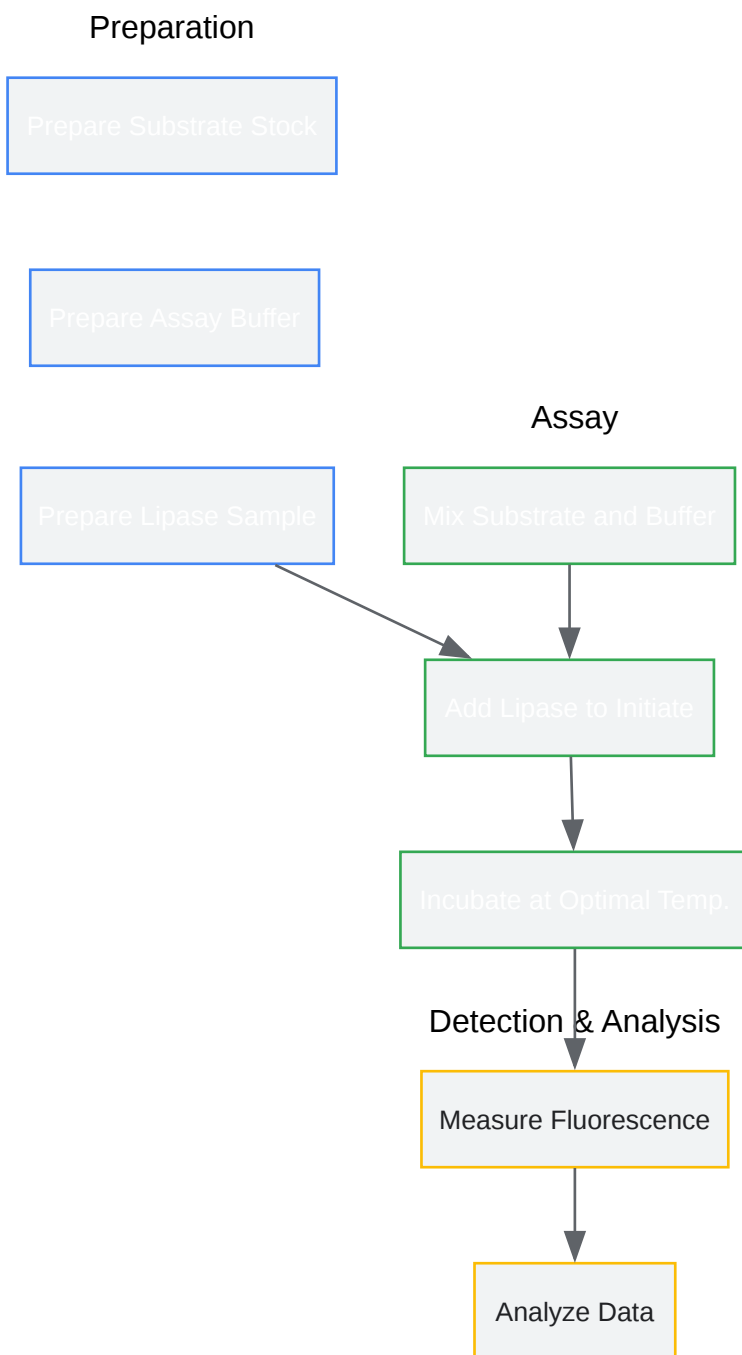 Preparation
Prepare Substrate Stock
Prepare Assay Buffer
Assay
Prepare Lipase Sample
Mix Substrate and Buffer
Add Lipase to Initiate
Incubate at Optimal Temp.
Detection & Analysis
Measure Fluorescence
Analyze Data